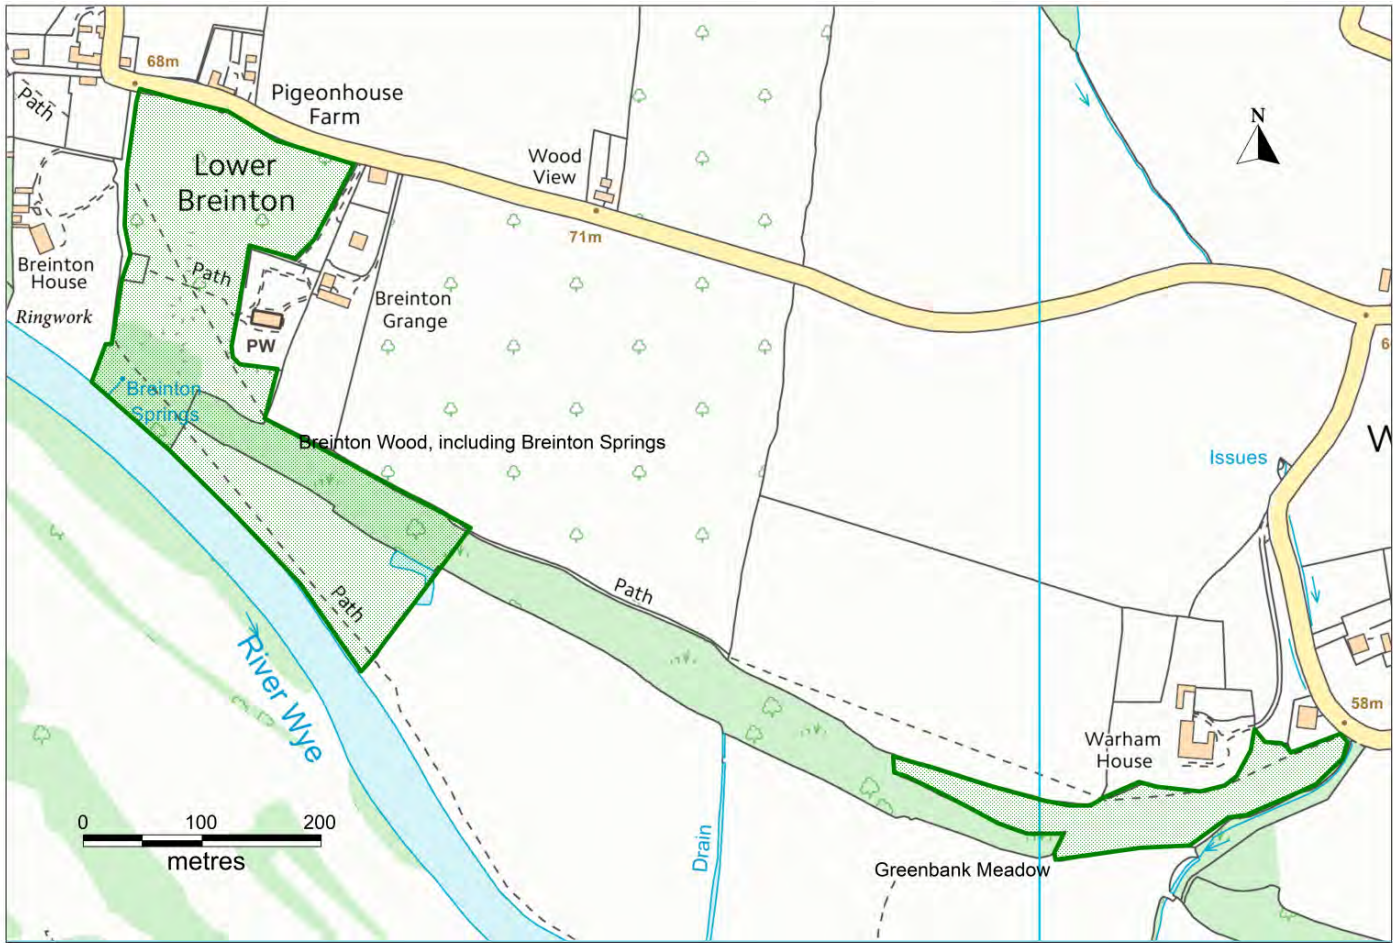 68m
Path
Pigeonhouse
Farm
N
Lower
Breinton
Wood
View
71m
Breinton
House
Path
Ringwork
Breinton
Grange
PW
Breinton
Springs
Breinton Wood, including Breinton Springs
Issues
Path
Path
River Wye
58m
Warham
House
0 100 200
metres
Drain
Greenbank Meadow